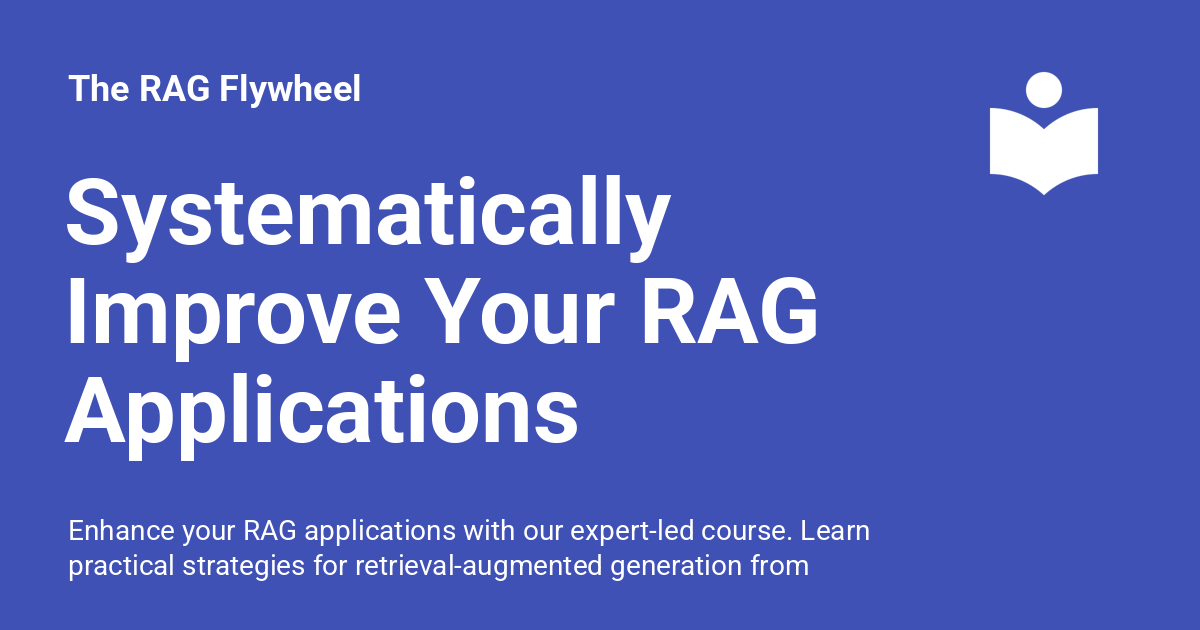 The RAG Flywheel
Systematically
Improve Your RAG
Applications
Enhance your RAG applications with our expert-led course. Learn
practical strategies for retrieval-augmented generation from